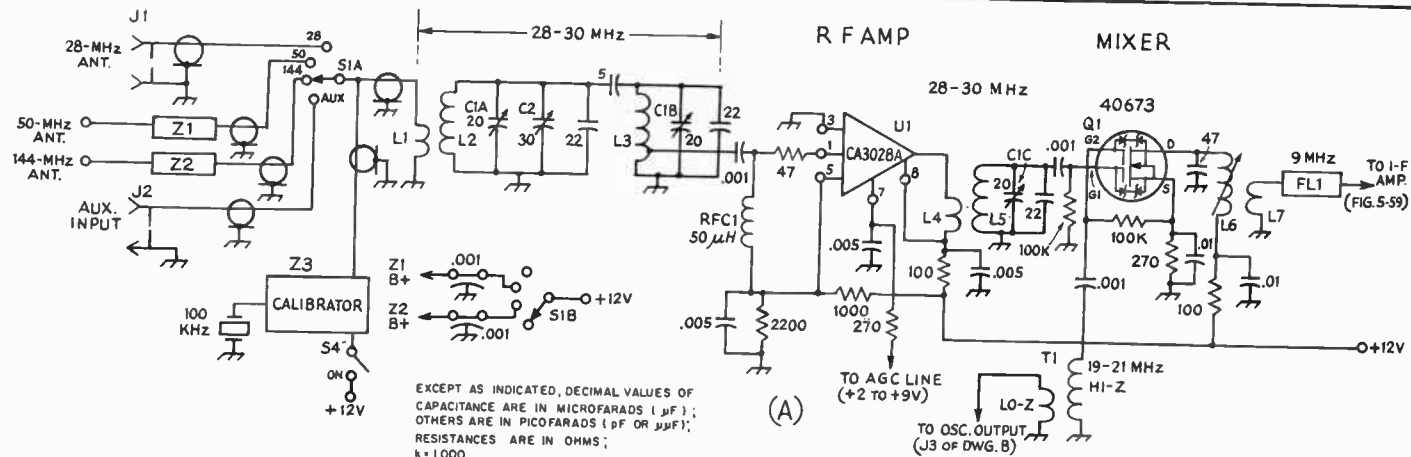 J1
28-MHz
ANT.
28
50
144
S1A
AUX
50-MHz
ANT.
Z1
144-MHz
ANT.
Z2
J2
AUX.
INPUT
Z3
CALIBRATOR
100
KHz
S4
ON
+12V
28-30 MHz
L1
L2
C1A
20
C2
30
22
5
L3
C1B
20
22
Z1
B+
.001
Z2
B+
.001
S1B
+12V
EXCEPT AS INDICATED, DECIMAL VALUES OF
CAPACITANCE ARE IN MICROFARADS ( µF ) ;
OTHERS ARE IN PICOFARADS ( pF OR µµF);
RESISTANCES ARE IN OHMS ;
k = 1000
RF AMP
.001
47
RFC1
50 µH
3
1
5
U1
CA3028A
7
8
.005
.005
2200
1000
270
TO AGC LINE
(+2 TO +9V)
(A)
L4
100
.005
MIXER
28-30 MHz
L5
C1C
20
22
.001
100K
40673
Q1
G2
G1
D
S
100K
270
.01
.001
47
L6
L7
9 MHz
FL1
TO I-F
AMP.
(FIG. 5-59)
.01
100
+12V
T1
19-21 MHz
HI-Z
LO-Z
TO OSC. OUTPUT
(J3 OF DWG. B)